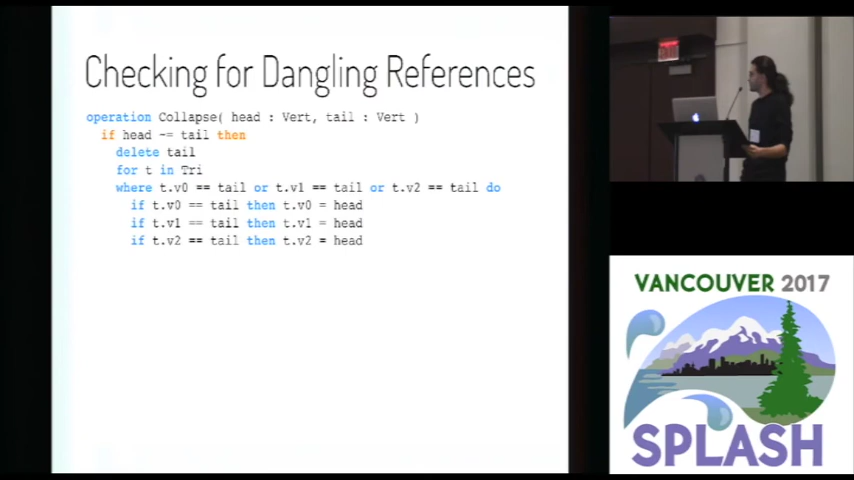 Checking for Dangling References
operation Collapse( head : Vert, tail : Vert )
if head ~= tail then
delete tail
for t in Tri
where t.v0 == tail or t.v1 == tail or t.v2 == tail do
if t.v0 == tail then t.v0 = head
if t.v1 == tail then t.v1 = head
if t.v2 == tail then t.v2 = head
VANCOUVER 2017
SPLASH